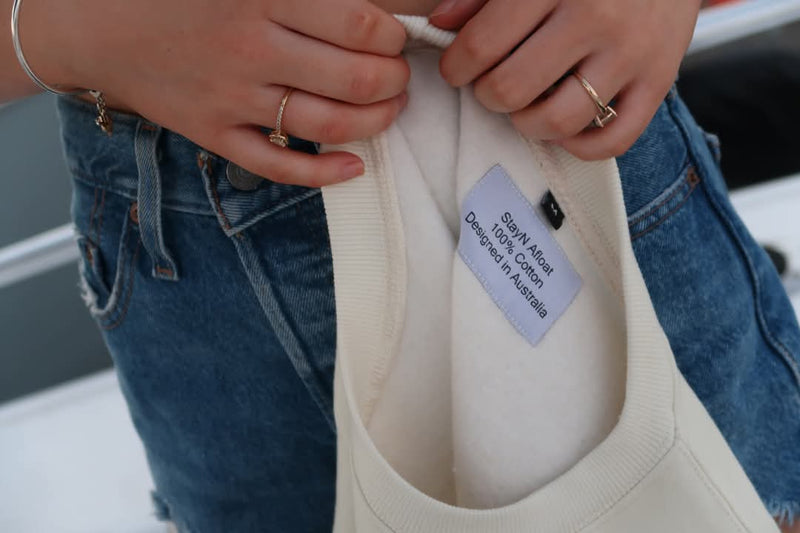 StayN Afloat
100% Cotton
Designed in Australia
M